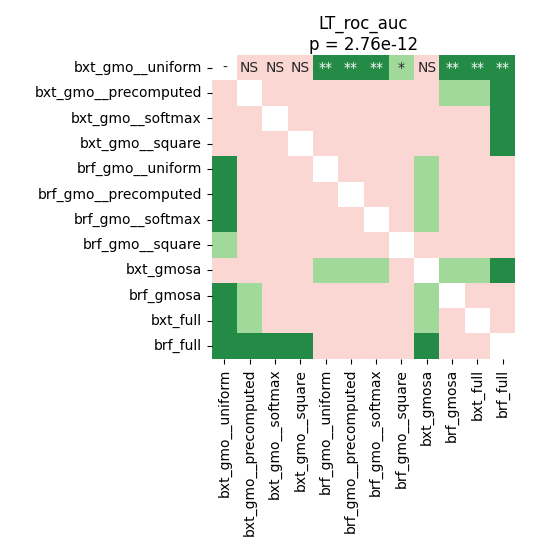 LT_roc_auc
p = 2.76e-12
bxt_gmo__uniform - NS NS NS ** ** ** * NS ** ** **
bxt_gmo__precomputed
bxt_gmo__softmax
bxt_gmo__square
brf_gmo__uniform
brf_gmo__precomputed
brf_gmo__softmax
brf_gmo__square
bxt_gmosa
brf_gmosa
bxt_full
brf_full
bxt_gmo__uniform
bxt_gmo__precomputed
bxt_gmo__softmax
bxt_gmo__square
brf_gmo__uniform
brf_gmo__precomputed
brf_gmo__softmax
brf_gmo__square
bxt_gmosa
brf_gmosa
bxt_full
brf_full